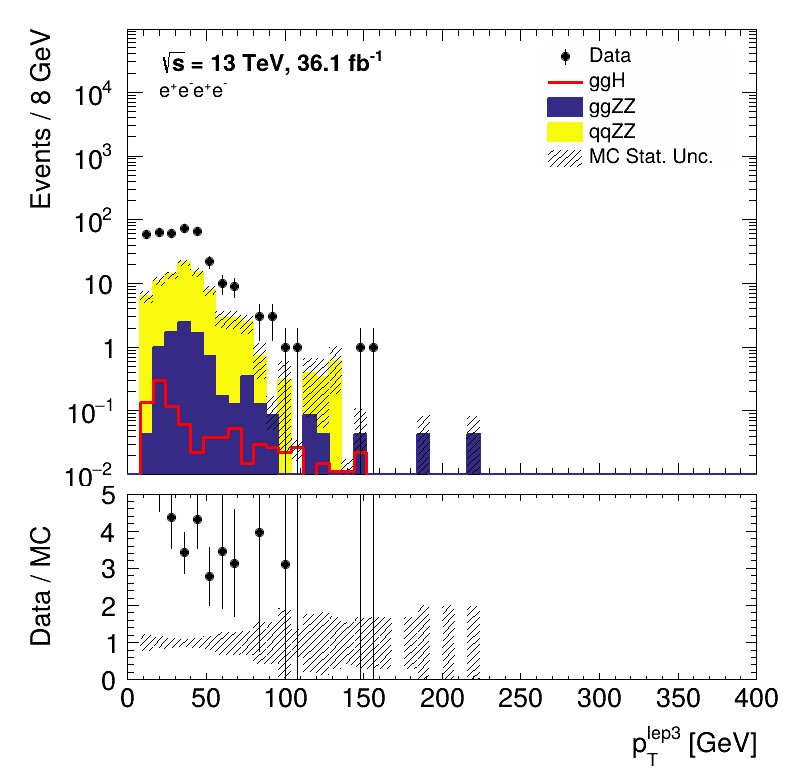 √s = 13 TeV, 36.1 fb⁻¹
e⁺e⁻e⁺e⁻
Data
ggH
ggZZ
qqZZ
MC Stat. Unc.
Events / 8 GeV
10⁴
10³
10²
10
1
10⁻¹
10⁻²
Data / MC
5
4
3
2
1
0
0 50 100 150 200 250 300 350 400
p_T^lep3 [GeV]